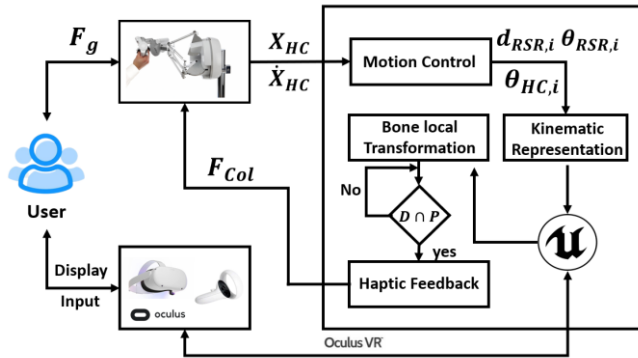 F_g
X_HC
Ẋ_HC
Motion Control
d_RSR,i θ_RSR,i
θ_HC,i
Bone local
Transformation
Kinematic
Representation
F_Col
No
D ∩ P
yes
User
Display
Input
Haptic Feedback
oculus
Oculus VR